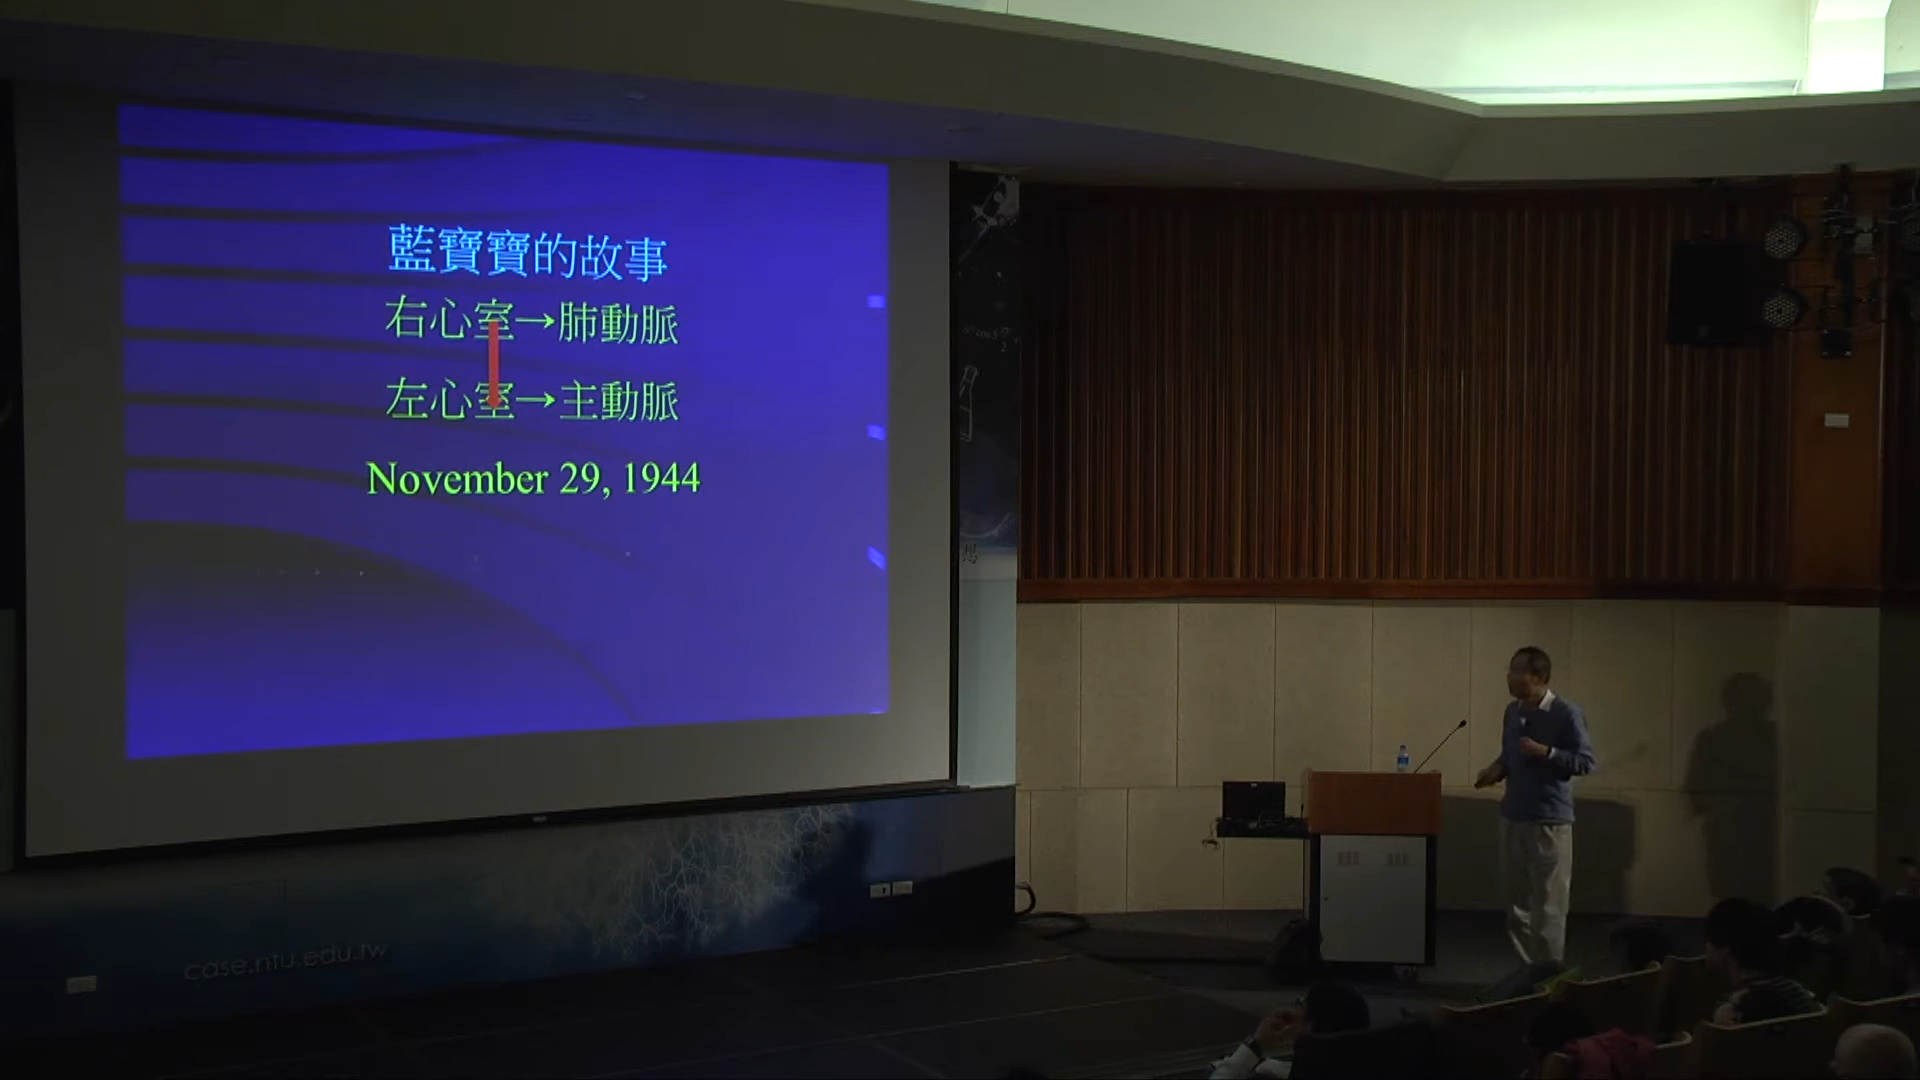 藍寶寶的故事
右心室→肺動脈
左心室→主動脈
November 29, 1944
想
case.ntu.edu.tw